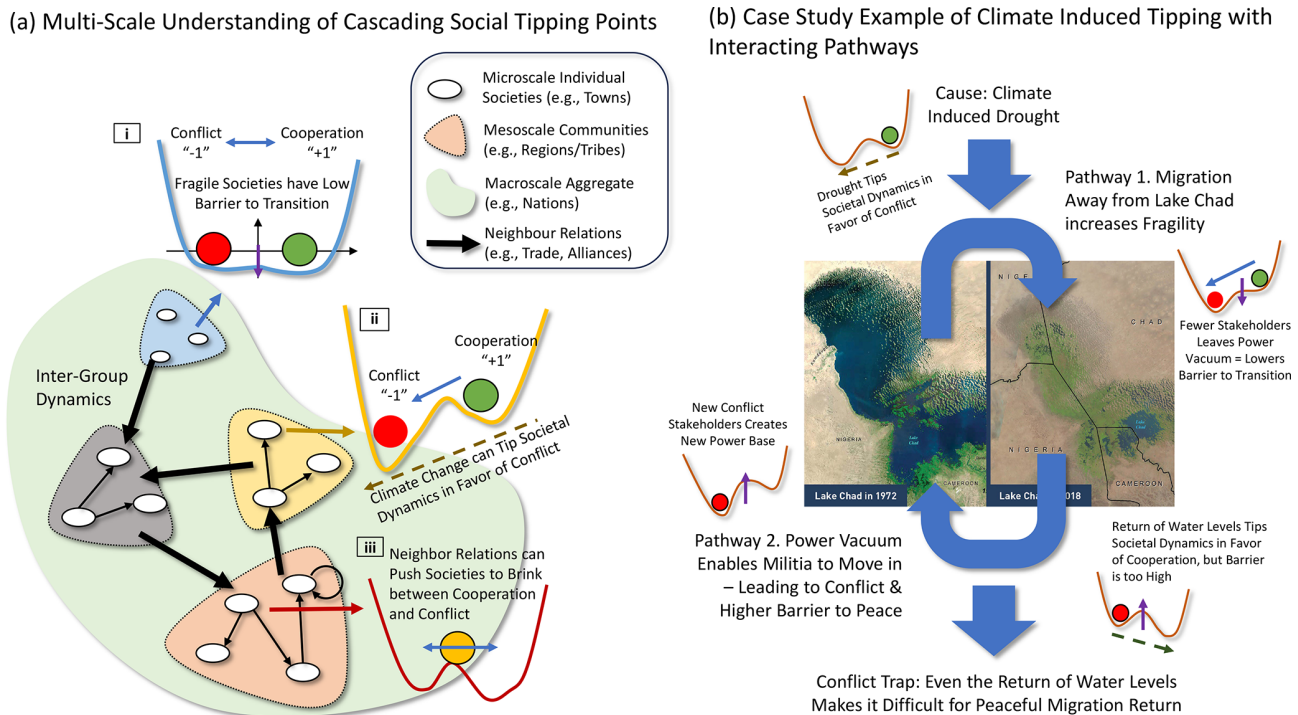 (a) Multi-Scale Understanding of Cascading Social Tipping Points
Microscale Individual
Societies (e.g., Towns)
Mesoscale Communities
(e.g., Regions/Tribes)
Macroscale Aggregate
(e.g., Nations)
Neighbour Relations
(e.g., Trade, Alliances)
i
Conflict
"-1"
Cooperation
"+1"
Fragile Societies have Low
Barrier to Transition
Inter-Group
Dynamics
ii
Cooperation
"+1"
Conflict
"-1"
Climate Change can Tip Societal
Dynamics in Favor of Conflict
iii
Neighbor Relations can
Push Societies to Brink
between Cooperation
and Conflict
(b) Case Study Example of Climate Induced Tipping with
Interacting Pathways
Cause: Climate
Induced Drought
Drought Tips
Societal Dynamics in
Favor of Conflict
Pathway 1. Migration
Away from Lake Chad
increases Fragility
Fewer Stakeholders
Leaves Power
Vacuum = Lowers
Barrier to Transition
CHAD
NIGERIA
Lake
Chad
CAMEROON
Lake Chad in 1972
NIGERIA
Lake
Chad
CAMEROON
2018
New Conflict
Stakeholders Creates
New Power Base
Pathway 2. Power Vacuum
Enables Militia to Move in
– Leading to Conflict &
Higher Barrier to Peace
Return of Water Levels Tips
Societal Dynamics in Favor
of Cooperation, but Barrier
is too High
Conflict Trap: Even the Return of Water Levels
Makes it Difficult for Peaceful Migration Return